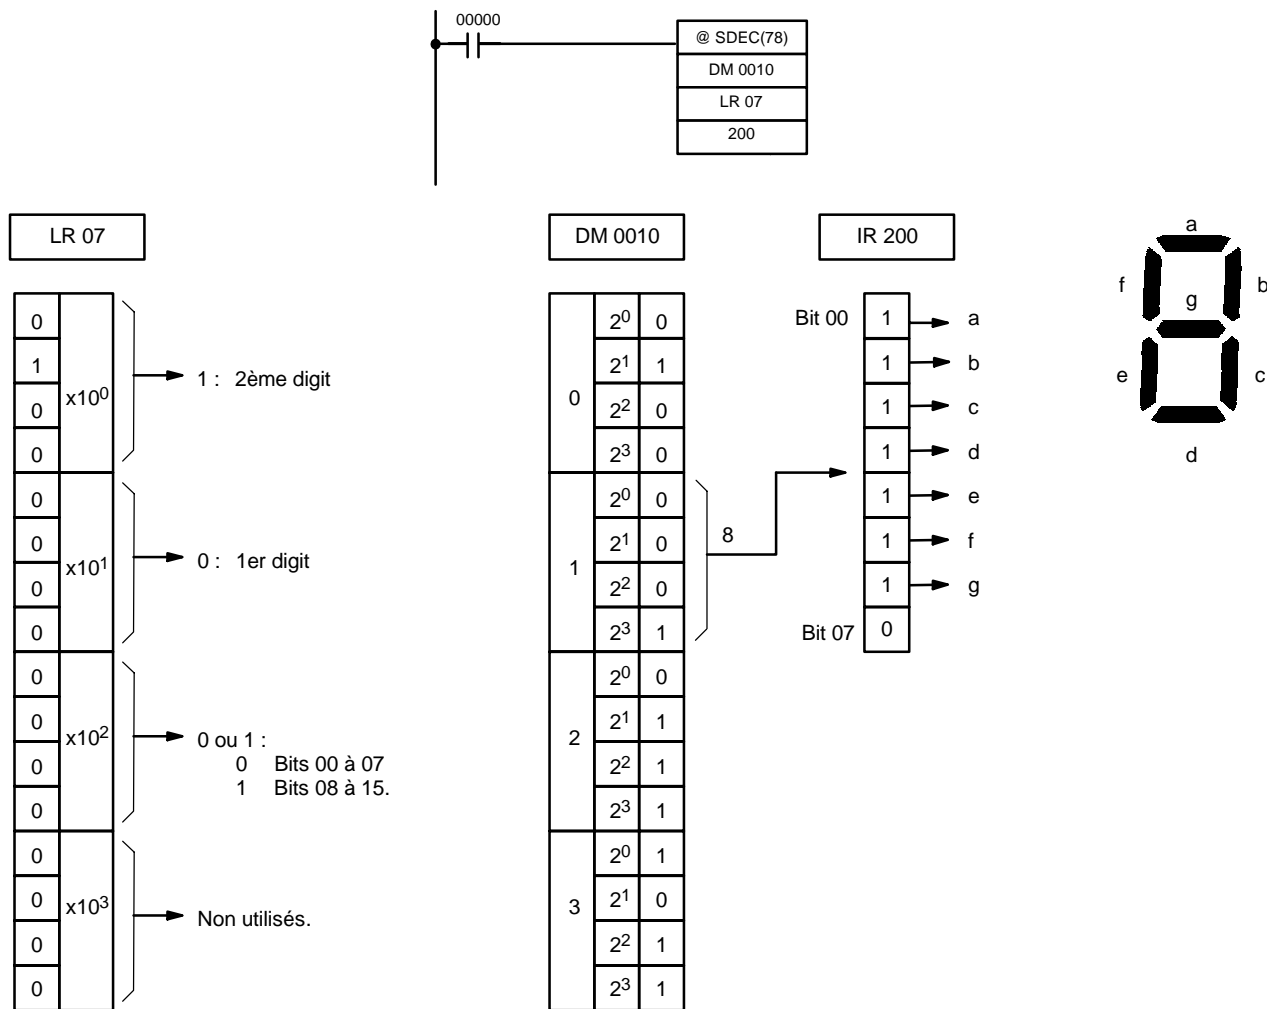 00000
@ SDEC(78)
DM 0010
LR 07
200
LR 07
DM 0010
IR 200
0
1
0
0
x10⁰
1 : 2ème digit
0
0
0
0
x10¹
0 : 1er digit
0
0
0
0
x10²
0 ou 1 :
0 Bits 00 à 07
1 Bits 08 à 15.
0
0
0
0
x10³
Non utilisés.
0
2⁰ 0
2¹ 1
2² 0
2³ 0
1
2⁰ 0
2¹ 0
2² 0
2³ 1
8
2
2⁰ 0
2¹ 1
2² 1
2³ 1
3
2⁰ 1
2¹ 0
2² 1
2³ 1
Bit 00 1 a
1 b
1 c
1 d
1 e
1 f
1 g
Bit 07 0
a
f b
g
e c
d